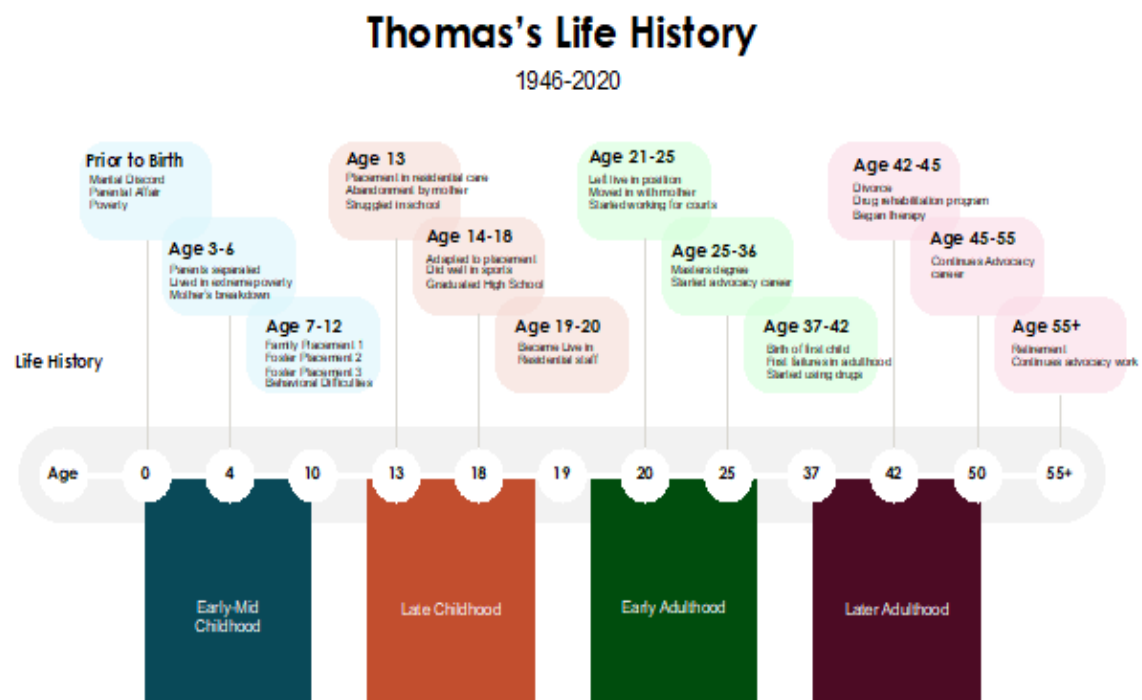 Thomas's Life History
1946-2020
Prior to Birth
Marital Discord
Parental Affair
Poverty
Age 3-6
Parents separated
Lived in extreme poverty
Mother's breakdown
Age 7-12
Family Placement 1
Foster Placement 2
Foster Placement 3
Behavioral Difficulties
Age 13
Placement in residential care
Abandonment by mother
Struggled in school
Age 14-18
Adapted to placement
Did well in sports
Graduated High School
Age 19-20
Became Live in
Residential staff
Age 21-25
Left live in position
Moved in with mother
Started working for courts
Age 25-36
Masters degree
Started advocacy career
Age 37-42
Birth of first child
First failures in adulthood
Started using drugs
Age 42-45
Divorce
Drug rehabilitation program
Began therapy
Age 45-55
Continues Advocacy
career
Age 55+
Retirement
Continues advocacy work
Life History
Age 0 4 10 13 18 19 20 25 37 42 50 55+
Early-Mid
Childhood
Late Childhood
Early Adulthood
Later Adulthood